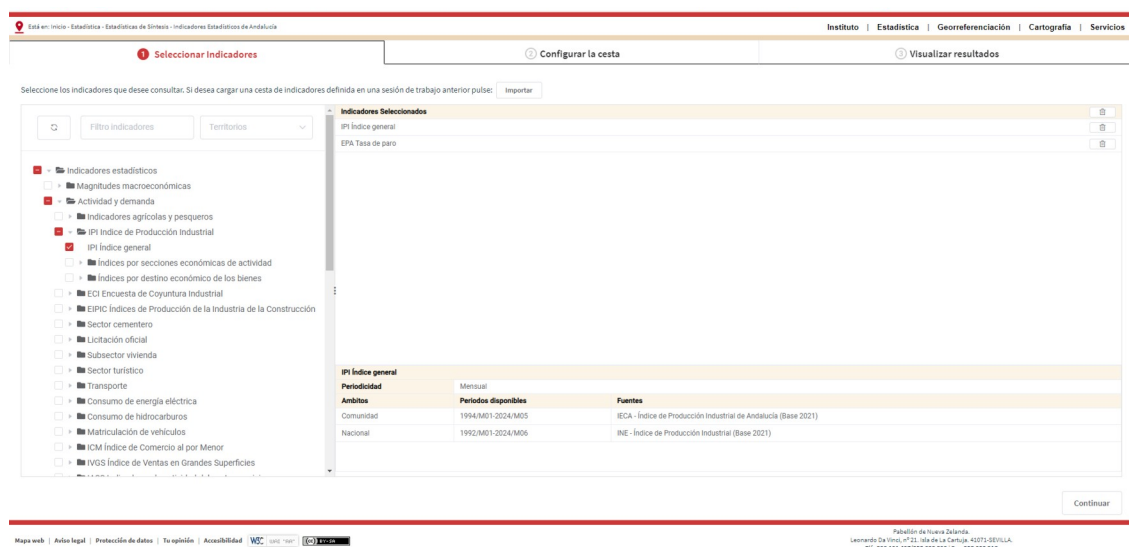 Está en: Inicio - Estadística - Estadísticas de Síntesis - Indicadores Estadísticos de Andalucía
Instituto | Estadística | Georreferenciación | Cartografía | Servicios
1 Seleccionar Indicadores
2 Configurar la cesta
3 Visualizar resultados
Seleccione los indicadores que desee consultar. Si desea cargar una cesta de indicadores definida en una sesión de trabajo anterior pulse: Importar
Filtro indicadores
Territorios
Indicadores estadísticos
Magnitudes macroeconómicas
Actividad y demanda
Indicadores agrícolas y pesqueros
IPI Indice de Producción Industrial
IPI Índice general
Índices por secciones económicas de actividad
Índices por destino económico de los bienes
ECI Encuesta de Coyuntura Industrial
EIPIC Índices de Producción de la Industria de la Construcción
Sector cementero
Licitación oficial
Subsector vivienda
Sector turístico
Transporte
Consumo de energía eléctrica
Consumo de hidrocarburos
Matriculación de vehículos
ICM Índice de Comercio al por Menor
IVGS Índice de Ventas en Grandes Superficies
Indicadores Seleccionados
IPI Índice general
EPA Tasa de paro
IPI Índice general
Periodicidad Mensual
Ambitos Periodos disponibles Fuentes
Comunidad 1994/M01-2024/M05 IECA - Índice de Producción Industrial de Andalucía (Base 2021)
Nacional 1992/M01-2024/M06 INE - Índice de Producción Industrial (Base 2021)
Continuar
Mapa web | Aviso legal | Protección de datos | Tu opinión | Accesibilidad W3C CC BY-SA
Pabellón de Nueva Zelanda.
Leonardo Da Vinci, nº 21. Isla de La Cartuja. 41071-SEVILLA.